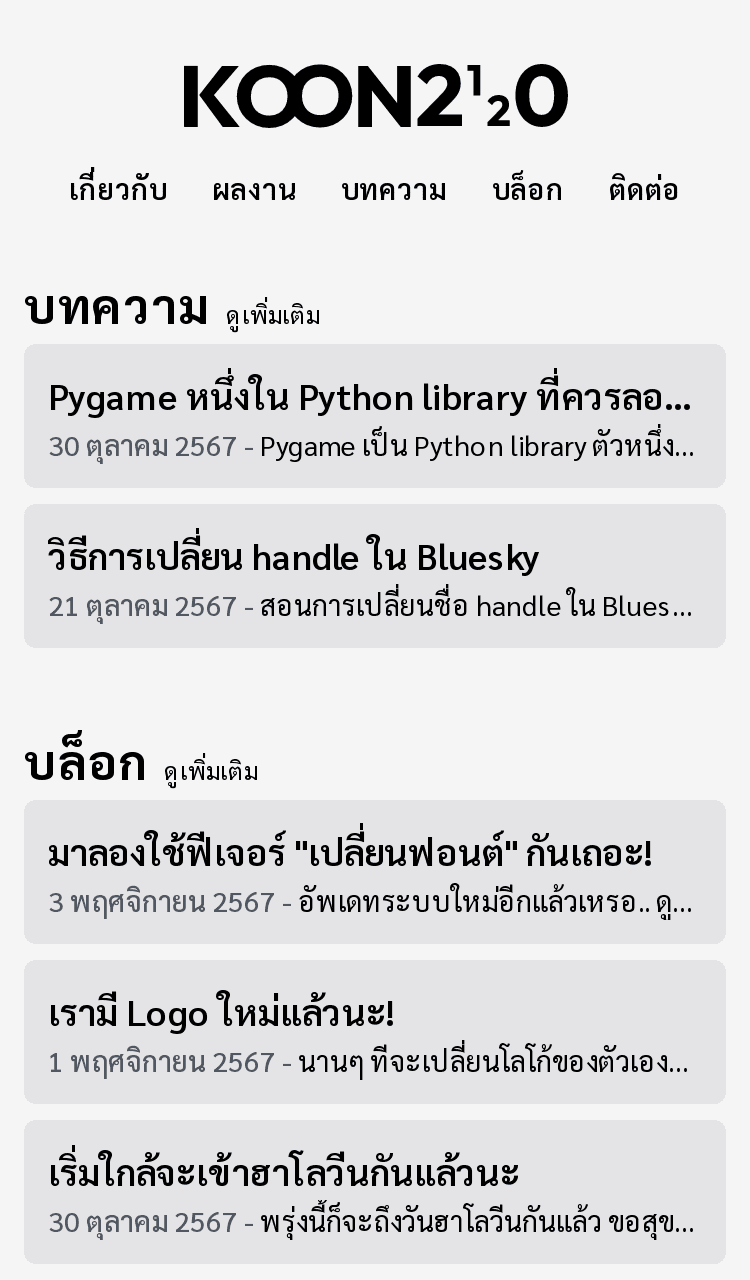 KOON2¹₂0
เกี่ยวกับ ผลงาน บทความ บล็อก ติดต่อ
บทความ ดูเพิ่มเติม
Pygame หนึ่งใน Python library ที่ควรลอ...
30 ตุลาคม 2567 - Pygame เป็น Python library ตัวหนึ่ง...
วิธีการเปลี่ยน handle ใน Bluesky
21 ตุลาคม 2567 - สอนการเปลี่ยนชื่อ handle ใน Blues...
บล็อก ดูเพิ่มเติม
มาลองใช้ฟีเจอร์ "เปลี่ยนฟอนต์" กันเถอะ!
3 พฤศจิกายน 2567 - อัพเดทระบบใหม่อีกแล้วเหรอ.. ดู...
เรามี Logo ใหม่แล้วนะ!
1 พฤศจิกายน 2567 - นานๆ ทีจะเปลี่ยนโลโก้ของตัวเอง...
เริ่มใกล้จะเข้าฮาโลวีนกันแล้วนะ
30 ตุลาคม 2567 - พรุ่งนี้ก็จะถึงวันฮาโลวีนกันแล้ว ขอสุข...